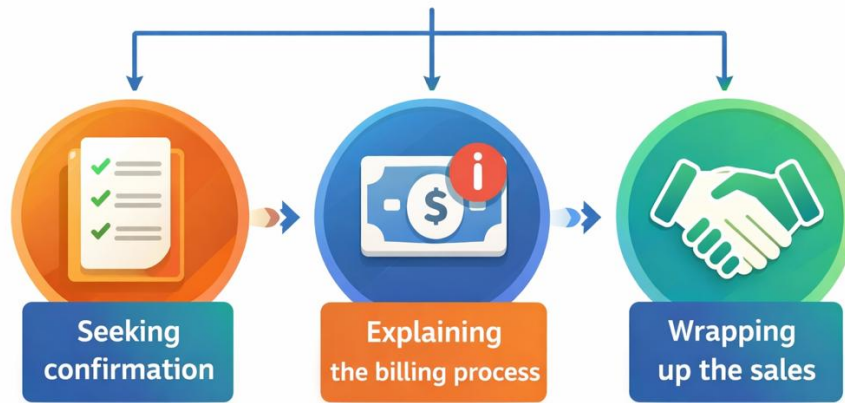 $
i
Seeking
confirmation
Explaining
the billing process
Wrapping
up the sales